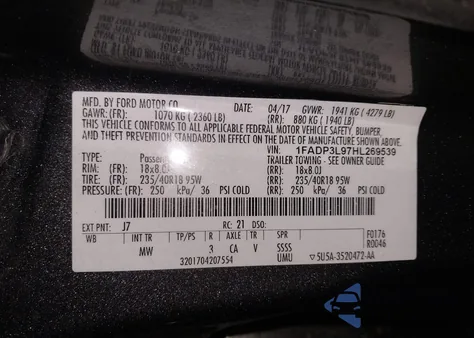 MFD. BY FORD MOTOR CO.
DATE: 04/17 GVWR: 1941 KG ( 4279 LB)
GAWR: (FR) 1070 KG ( 2360 LB) (RR) 880 KG ( 1940 LB)
THIS VEHICLE CONFORMS TO ALL APPLICABLE FEDERAL MOTOR VEHICLE SAFETY, BUMPER,
AND THEFT PREVENTION STANDARDS IN EFFECT ON THE DATE OF MANUFACTURE SHOWN ABOVE.
VIN: 1FADP3L97HL269539
TYPE: Passenger TRAILER TOWING - SEE OWNER GUIDE
RIM: (FR) 18x8.0J (RR) 18x8.0J
TIRE: (FR) 235/40R18 95W (RR) 235/40R18 95W
PRESSURE: (FR) 250 kPa/ 36 PSI COLD (RR) 250 kPa/ 36 PSI COLD
EXT PNT: J7 RC: 21 DSO: F0176
WB INT TR TP/PS R AXLE TR SPR R0046
MW 3 CA V SSSS
3201704207554 UMU ▽5U5A-3520472-AA